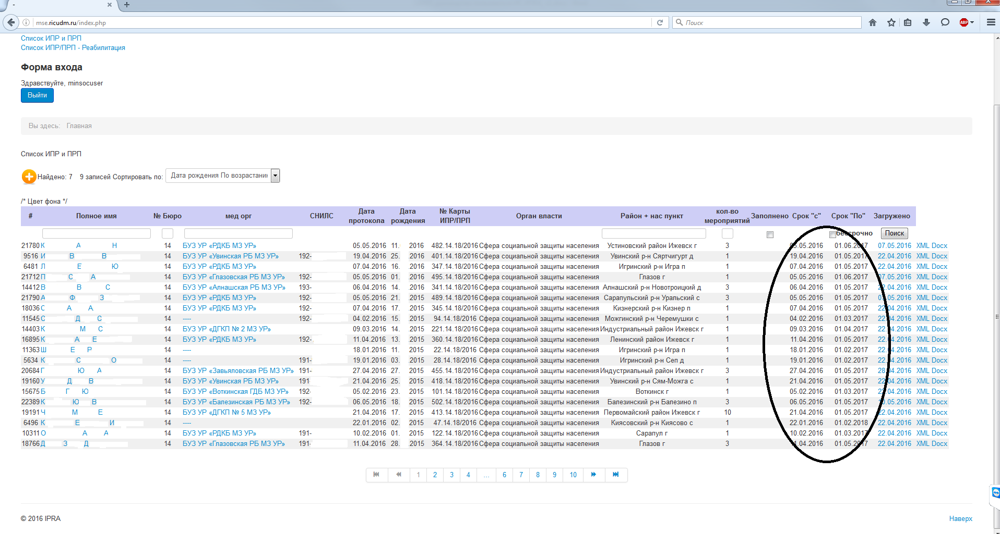 -
mse.ricudm.ru/index.php
Поиск
ABP
Список ИПР и ПРП
Список ИПР/ПРП - Реабилитация
Форма входа
Здравствуйте, minsocuser
Выйти
Вы здесь: Главная
Список ИПР и ПРП
Найдено: 7 9 записей Сортировать по: Дата рождения По возрастани
/* Цвет фона */
# Полное имя № Бюро мед орг СНИЛС Дата протокола Дата рождения № Карты ИПР/ПРП Орган власти Район + нас пункт кол-во мероприятий Заполнено Срок "с" Срок "По" Загружено
бессрочно Поиск
21780 К А Н 14 БУЗ УР «РДКБ МЗ УР» 05.05.2016 11. 2016 482.14.18/2016 Сфера социальной защиты населения Устиновский район Ижевск г 3 05.05.2016 01.06.2017 07.05.2016 XML Docx
9516 И В В 14 БУЗ УР «Увинская РБ МЗ УР» 192- 19.04.2016 25. .2016 401.14.18/2016 Сфера социальной защиты населения Увинский р-н Сяртчигурт д 1 19.04.2016 01.05.2017 22.04.2016 XML Docx
6481 Л Е Ю 14 БУЗ УР «РДКБ МЗ УР» 07.04.2016 16. .2016 347.14.18/2016 Сфера социальной защиты населения Игринский р-н Игра п 1 07.04.2016 01.05.2017 22.04.2016 XML Docx
21712 П С А 14 БУЗ УР «Глазовская РБ МЗ УР» 192- 05.05.2016 01. .2016 495.14.18/2016 Сфера социальной защиты населения Глазов г 1 05.05.2016 01.06.2017 07.05.2016 XML Docx
14412 В В С 14 БУЗ УР «Алнашская РБ МЗ УР» 193- 06.04.2016 14. .2016 341.14.18/2016 Сфера социальной защиты населения Алнашский р-н Новотроицкий д 3 06.04.2016 01.05.2017 22.04.2016 XML Docx
21790 А Ф З 14 БУЗ УР «РДКБ МЗ УР» 192- 05.05.2016 21. .2015 489.14.18/2016 Сфера социальной защиты населения Сарапульский р-н Уральский с 3 05.05.2016 01.05.2017 07.05.2016 XML Docx
18036 С А А 14 БУЗ УР «РДКБ МЗ УР» 192- 07.04.2016 17. .2015 345.14.18/2016 Сфера социальной защиты населения Кизнерский р-н Кизнер п 1 07.04.2016 01.05.2017 22.04.2016 XML Docx
11545 С Д С 14 ---- 192- 04.02.2016 15. .2015 94.14.18/2016 Сфера социальной защиты населения Можгинский р-н Черемушки с 1 04.02.2016 01.03.2017 22.04.2016 XML Docx
14403 К М С 14 БУЗ УР «ДГКП № 2 МЗ УР» 09.03.2016 14. .2015 221.14.18/2016 Сфера социальной защиты населения Индустриальный район Ижевск г 1 09.03.2016 01.04.2017 22.04.2016 XML Docx
16895 К А Е 14 БУЗ УР «РДКБ МЗ УР» 192- 11.04.2016 13. .2015 360.14.18/2016 Сфера социальной защиты населения Ленинский район Ижевск г 1 11.04.2016 01.05.2017 22.04.2016 XML Docx
11363 Ш Е Р 14 ---- 18.01.2016 11. 2015 22.14.18/2016 Сфера социальной защиты населения Игринский р-н Игра п 1 18.01.2016 01.02.2017 22.04.2016 XML Docx
5634 К С О 14 ---- 191- 19.01.2016 03. .2015 28.14.18/2016 Сфера социальной защиты населения Игринский р-н Сеп д 1 19.01.2016 01.02.2017 22.04.2016 XML Docx
20684 Г Ю А 14 БУЗ УР «Завьяловская РБ МЗ УР» 191- 27.04.2016 27. 2015 455.14.18/2016 Сфера социальной защиты населения Индустриальный район Ижевск г 3 27.04.2016 01.05.2017 28.04.2016 XML Docx
19160 У Д В 14 БУЗ УР «Увинская РБ МЗ УР» 191- 21.04.2016 25. .2015 418.14.18/2016 Сфера социальной защиты населения Увинский р-н Сям-Можга с 1 21.04.2016 01.05.2017 22.04.2016 XML Docx
15675 Б Г Ю 14 БУЗ УР «Воткинская ГДБ МЗ УР» 192- 05.02.2016 23. .2015 101.14.18/2016 Сфера социальной защиты населения Воткинск г 1 05.02.2016 01.03.2017 22.04.2016 XML Docx
22389 К Ю В 14 БУЗ УР «Балезинская РБ МЗ УР» 192- 06.05.2016 18. .2015 502.14.18/2016 Сфера социальной защиты населения Балезинский р-н Балезино п 3 06.05.2016 01.05.2017 10.05.2016 XML Docx
19191 Ч М Е 14 БУЗ УР «ДГКП № 5 МЗ УР» 21.04.2016 17. .2015 413.14.18/2016 Сфера социальной защиты населения Первомайский район Ижевск г 10 21.04.2016 01.05.2017 22.04.2016 XML Docx
6496 К Е И 14 ---- 22.01.2016 02. .2015 47.14.18/2016 Сфера социальной защиты населения Киясовский р-н Киясово с 1 22.01.2016 01.02.2018 22.04.2016 XML Docx
10311 О А А 14 БУЗ УР «РДКБ МЗ УР» 191- 10.02.2016 01. .2015 122.14.18/2016 Сфера социальной защиты населения Сарапул г 1 10.02.2016 01.03.2017 22.04.2016 XML Docx
18766 Д З Д 14 БУЗ УР «Глазовская РБ МЗ УР» 191- 11.04.2016 28. .2015 364.14.18/2016 Сфера социальной защиты населения Глазов г 3 11.04.2016 01.05.2017 22.04.2016 XML Docx
1 2 3 4 ... 6 7 8 9 10
© 2016 IPRA
Наверх